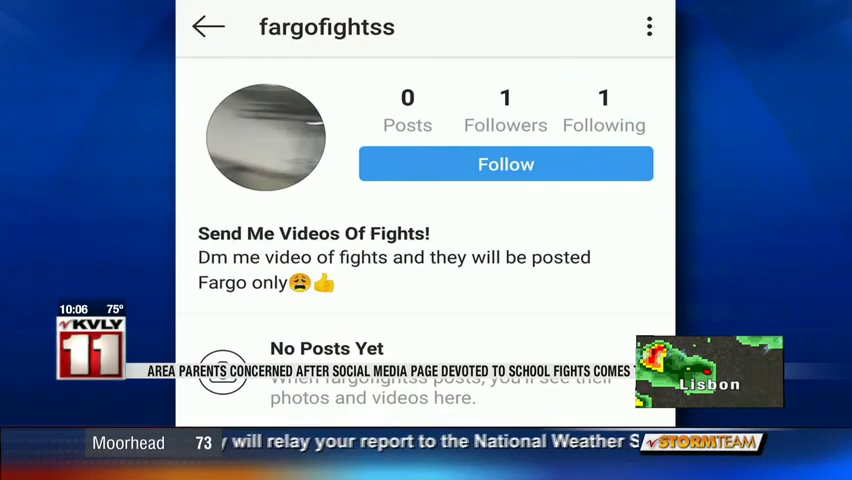 fargofightss
0 1 1
Posts Followers Following
Follow
Send Me Videos Of Fights!
Dm me video of fights and they will be posted
Fargo only😩👍
No Posts Yet
When fargofightss posts, you'll see their
photos and videos here.
10:06 75°
KVLY
11
AREA PARENTS CONCERNED AFTER SOCIAL MEDIA PAGE DEVOTED TO SCHOOL FIGHTS COMES
Lisbon
Moorhead 73 y will relay your report to the National Weather S
STORMTEAM